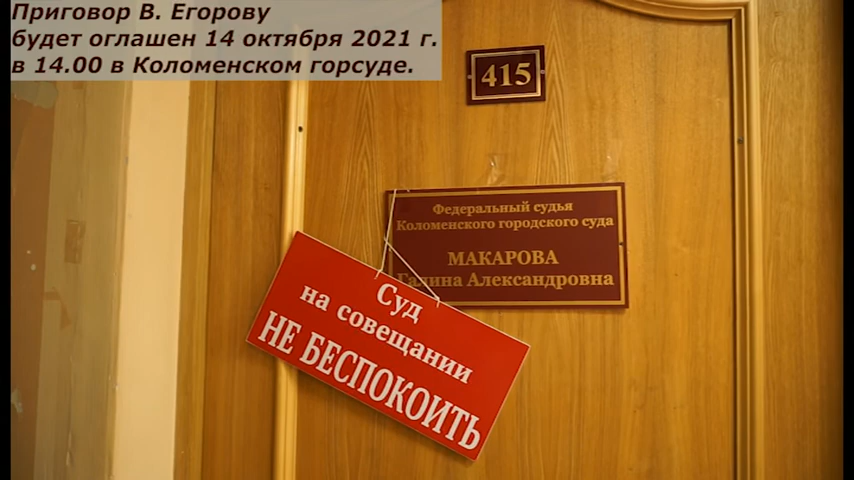 Приговор В. Егорову
будет оглашен 14 октября 2021 г.
в 14.00 в Коломенском горсуде.
415
Федеральный судья
Коломенского городского суда
МАКАРОВА
Галина Александровна
Суд
на совещании
НЕ БЕСПОКОИТЬ